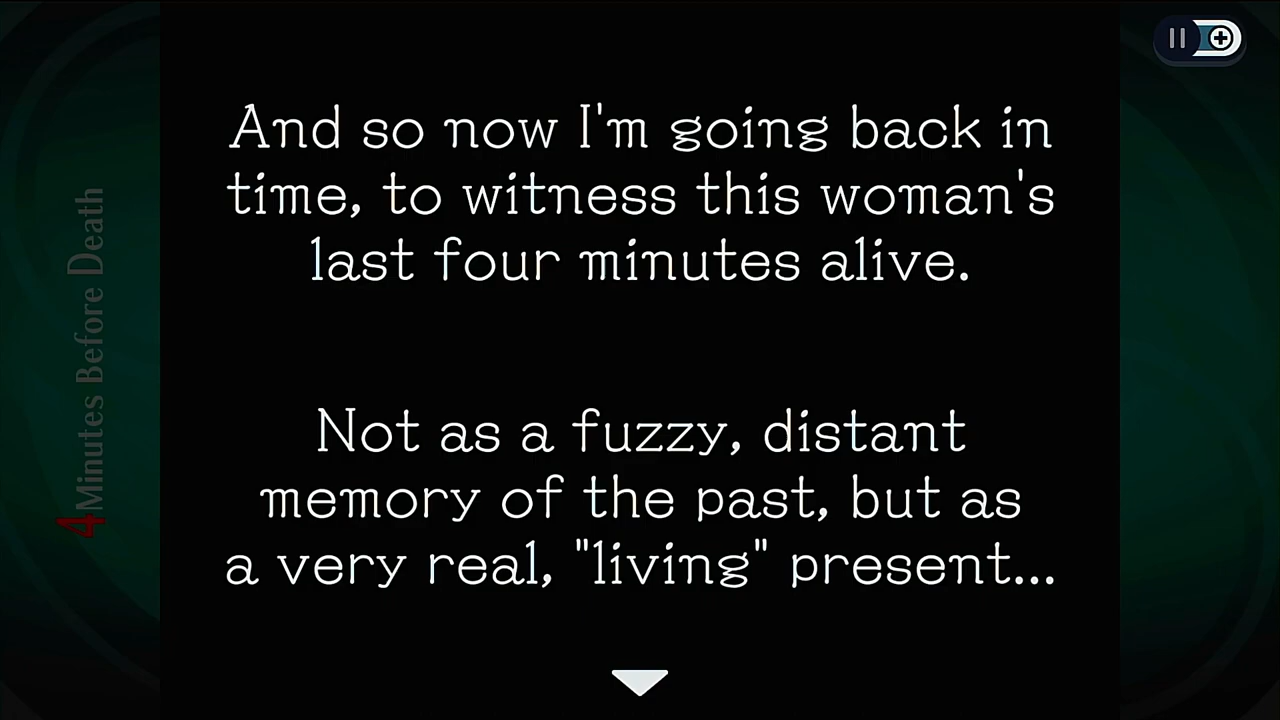 And so now I'm going back in
time, to witness this woman's
last four minutes alive.
Not as a fuzzy, distant
memory of the past, but as
a very real, "living" present...
4 Minutes Before Death